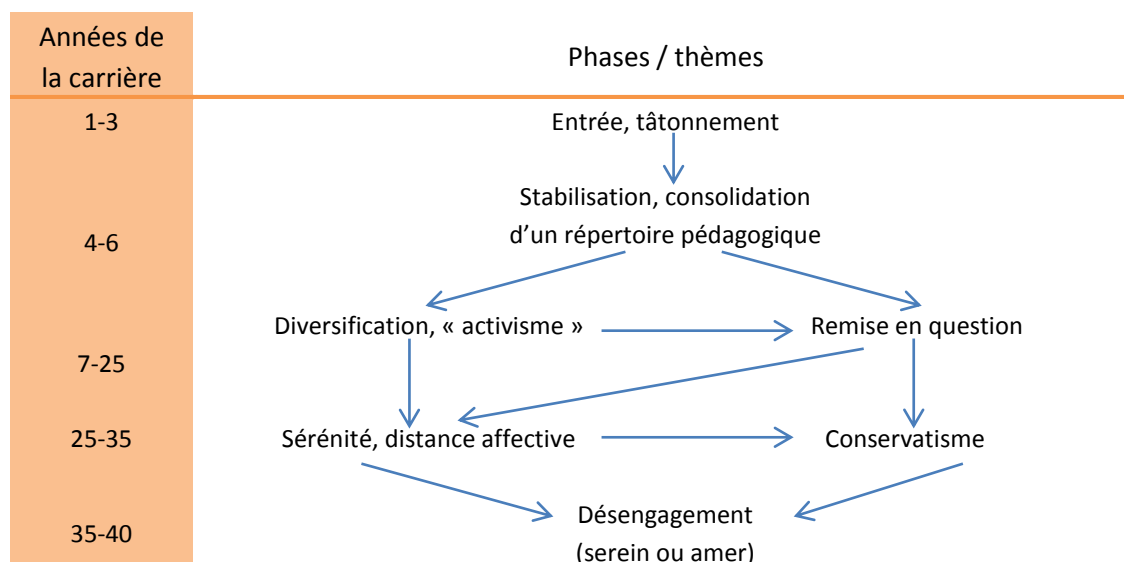 Années de
la carrière
Phases / thèmes
1-3
Entrée, tâtonnement
Stabilisation, consolidation
d’un répertoire pédagogique
4-6
Diversification, « activisme »
Remise en question
7-25
25-35
Sérénité, distance affective
Conservatisme
35-40
Désengagement
(serein ou amer)